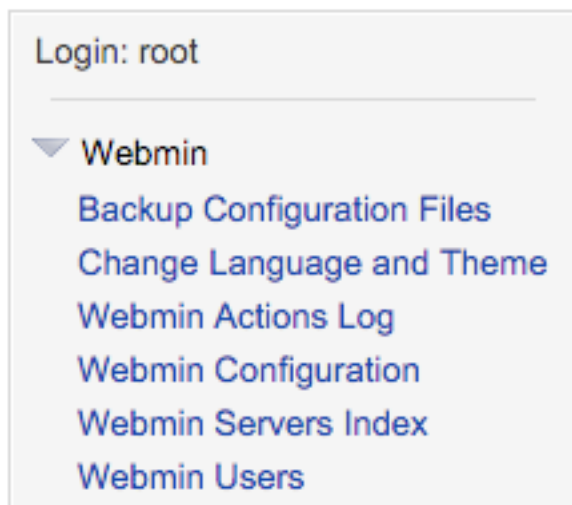 Login: root
Webmin
Backup Configuration Files
Change Language and Theme
Webmin Actions Log
Webmin Configuration
Webmin Servers Index
Webmin Users